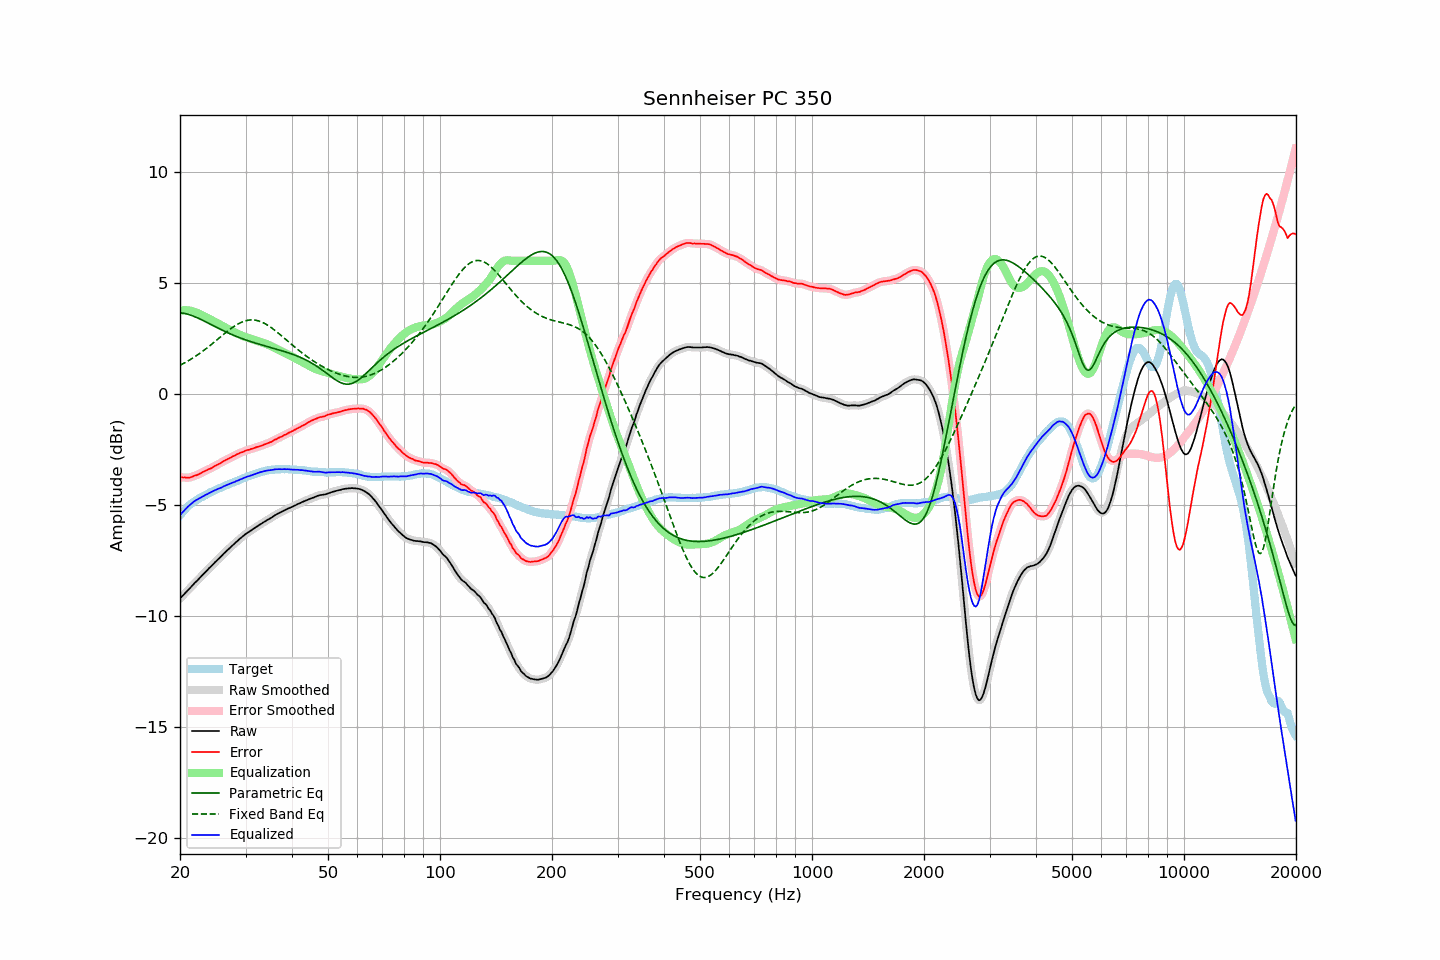 Sennheiser PC 350
Amplitude (dBr)
10
5
0
−5
−10
−15
−20
Target
Raw Smoothed
Error Smoothed
Raw
Error
Equalization
Parametric Eq
Fixed Band Eq
Equalized
20 50 100 200 500 1000 2000 5000 10000 20000
Frequency (Hz)